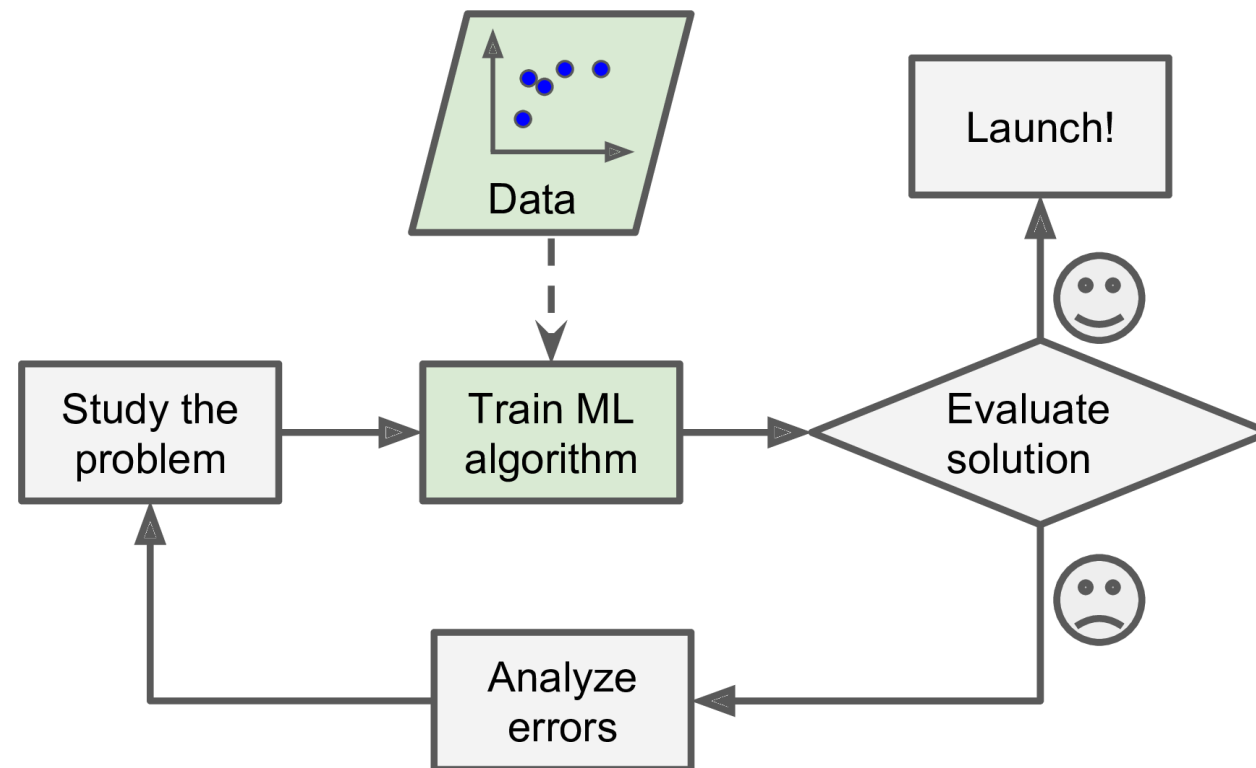 Data
Launch!
Study the
problem
Train ML
algorithm
Evaluate
solution
Analyze
errors